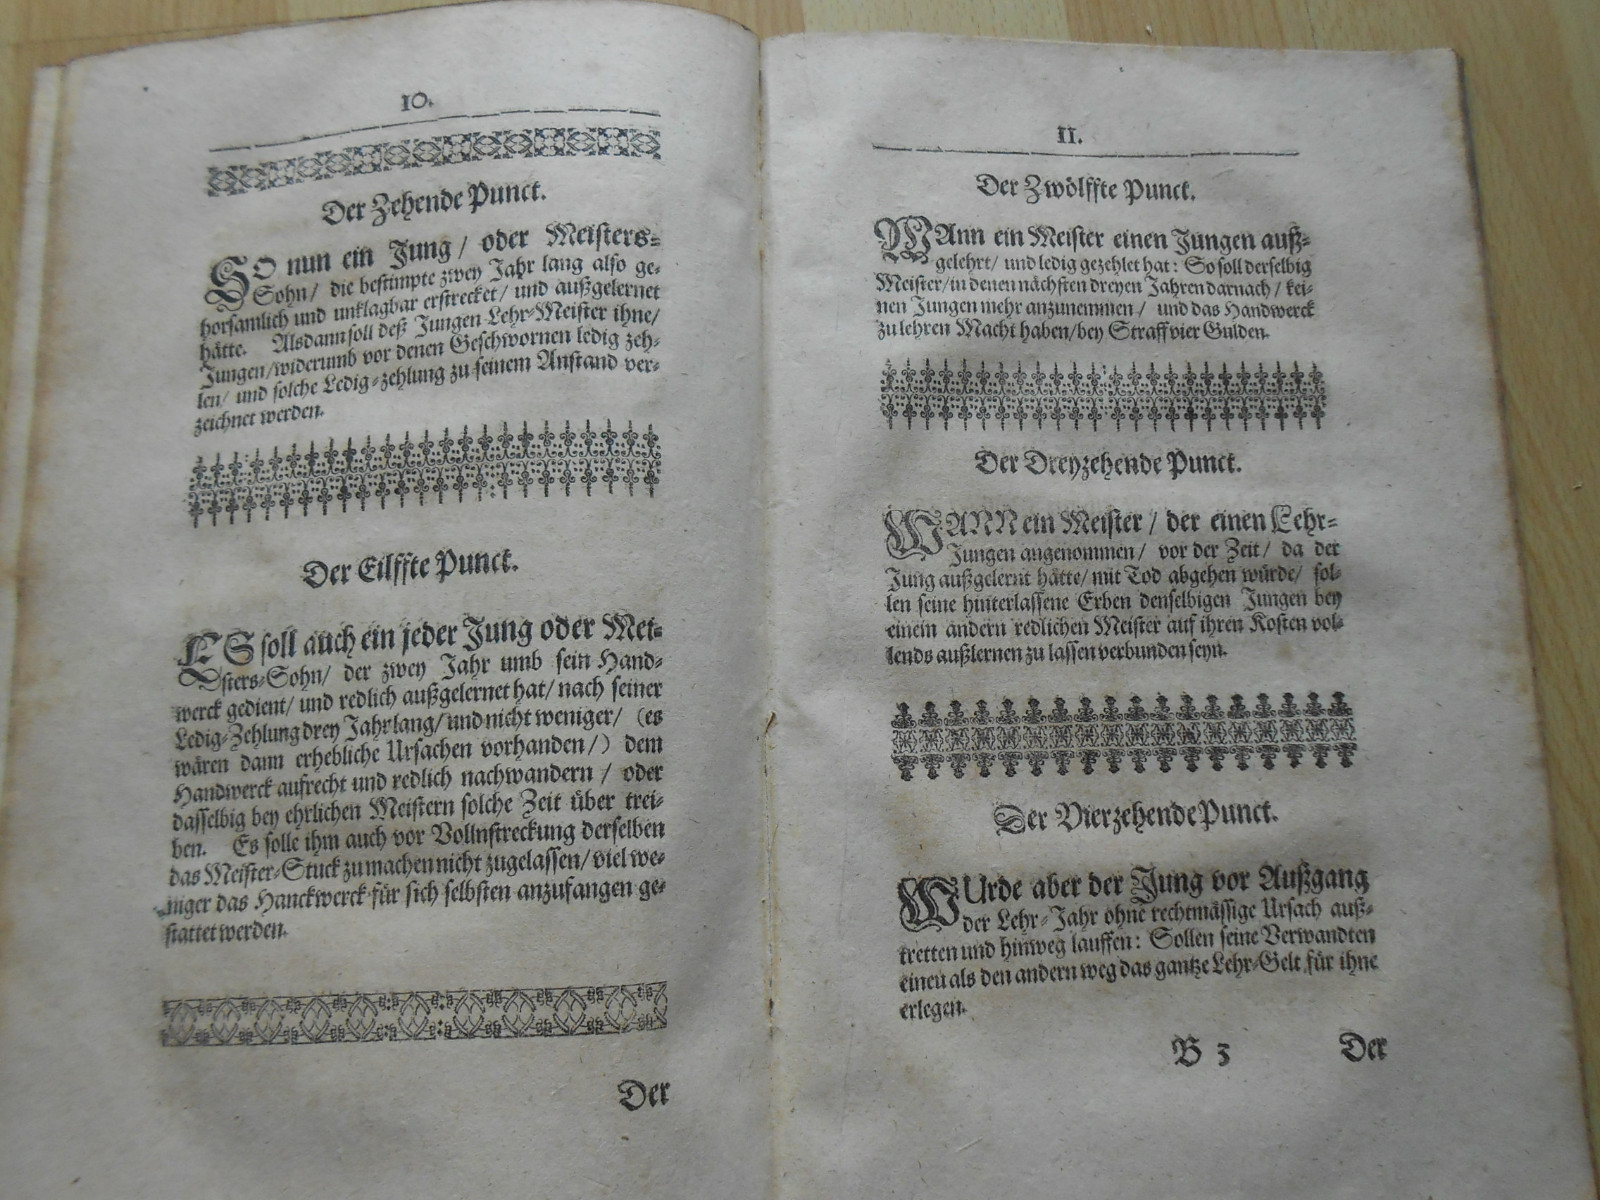 10.
Der Zehende Punct.
SO nun ein Jung / oder Meisters-
Sohn / die bestimpte zwey Jahr lang also ge-
horsamlich und unklagbar erstrecket / und außgelernet
hätte. Alsdann soll deß Jungen Lehr-Meister ihne /
Jungen / widerumb vor denen Geschwornen ledig zeh-
len / und solche Ledig-zehlung zu seinem Anstand ver-
zeichnet werden.
Der Eilffte Punct.
ES soll auch ein jeder Jung oder Mei-
sters-Sohn / der zwey Jahr umb sein Hand-
werck gedient / und redlich außgelernet hat / nach seiner
Ledig-Zehlung drey Jahr lang / und nicht weniger / (es
wären dann erhebliche Ursachen vorhanden /) dem
Handwerck aufrecht und redlich nachwandern / oder
dasselbig bey ehrlichen Meistern solche Zeit über trei-
ben. Es solle ihm auch vor Vollnstreckung derselben
das Meister-Stuck zu machen nicht zugelassen / viel we-
niger das Hanckwerck für sich selbsten anzufangen ge-
stattet werden.
Der
11.
Der Zwölffte Punct.
WAnn ein Meister einen Jungen auß-
gelehrt / und ledig gezehlet hat : So soll derselbig
Meister / in denen nächsten dreyen Jahren darnach / kei-
nen Jungen mehr anzunemmen / und das Handwerck
zu lehren Macht haben / bey Straff vier Gulden.
Der Dreyzehende Punct.
WANN ein Meister / der einen Lehr-
Jungen angenommen / vor der Zeit / da der
Jung außgelernt hätte / mit Tod abgehen würde / sol-
len seine hinterlassene Erben denselbigen Jungen bey
einem andern redlichen Meister auf ihren Kosten vol-
lends außlernen zu lassen verbunden seyn.
Der Vierzehende Punct.
WUrde aber der Jung vor Außgang
der Lehr-Jahr ohne rechtmässige Ursach auß-
tretten und hinweg lauffen : Sollen seine Verwandten
einen als den andern weg das gantze Lehr-Gelt für ihne
erlegen.
B 3
Der